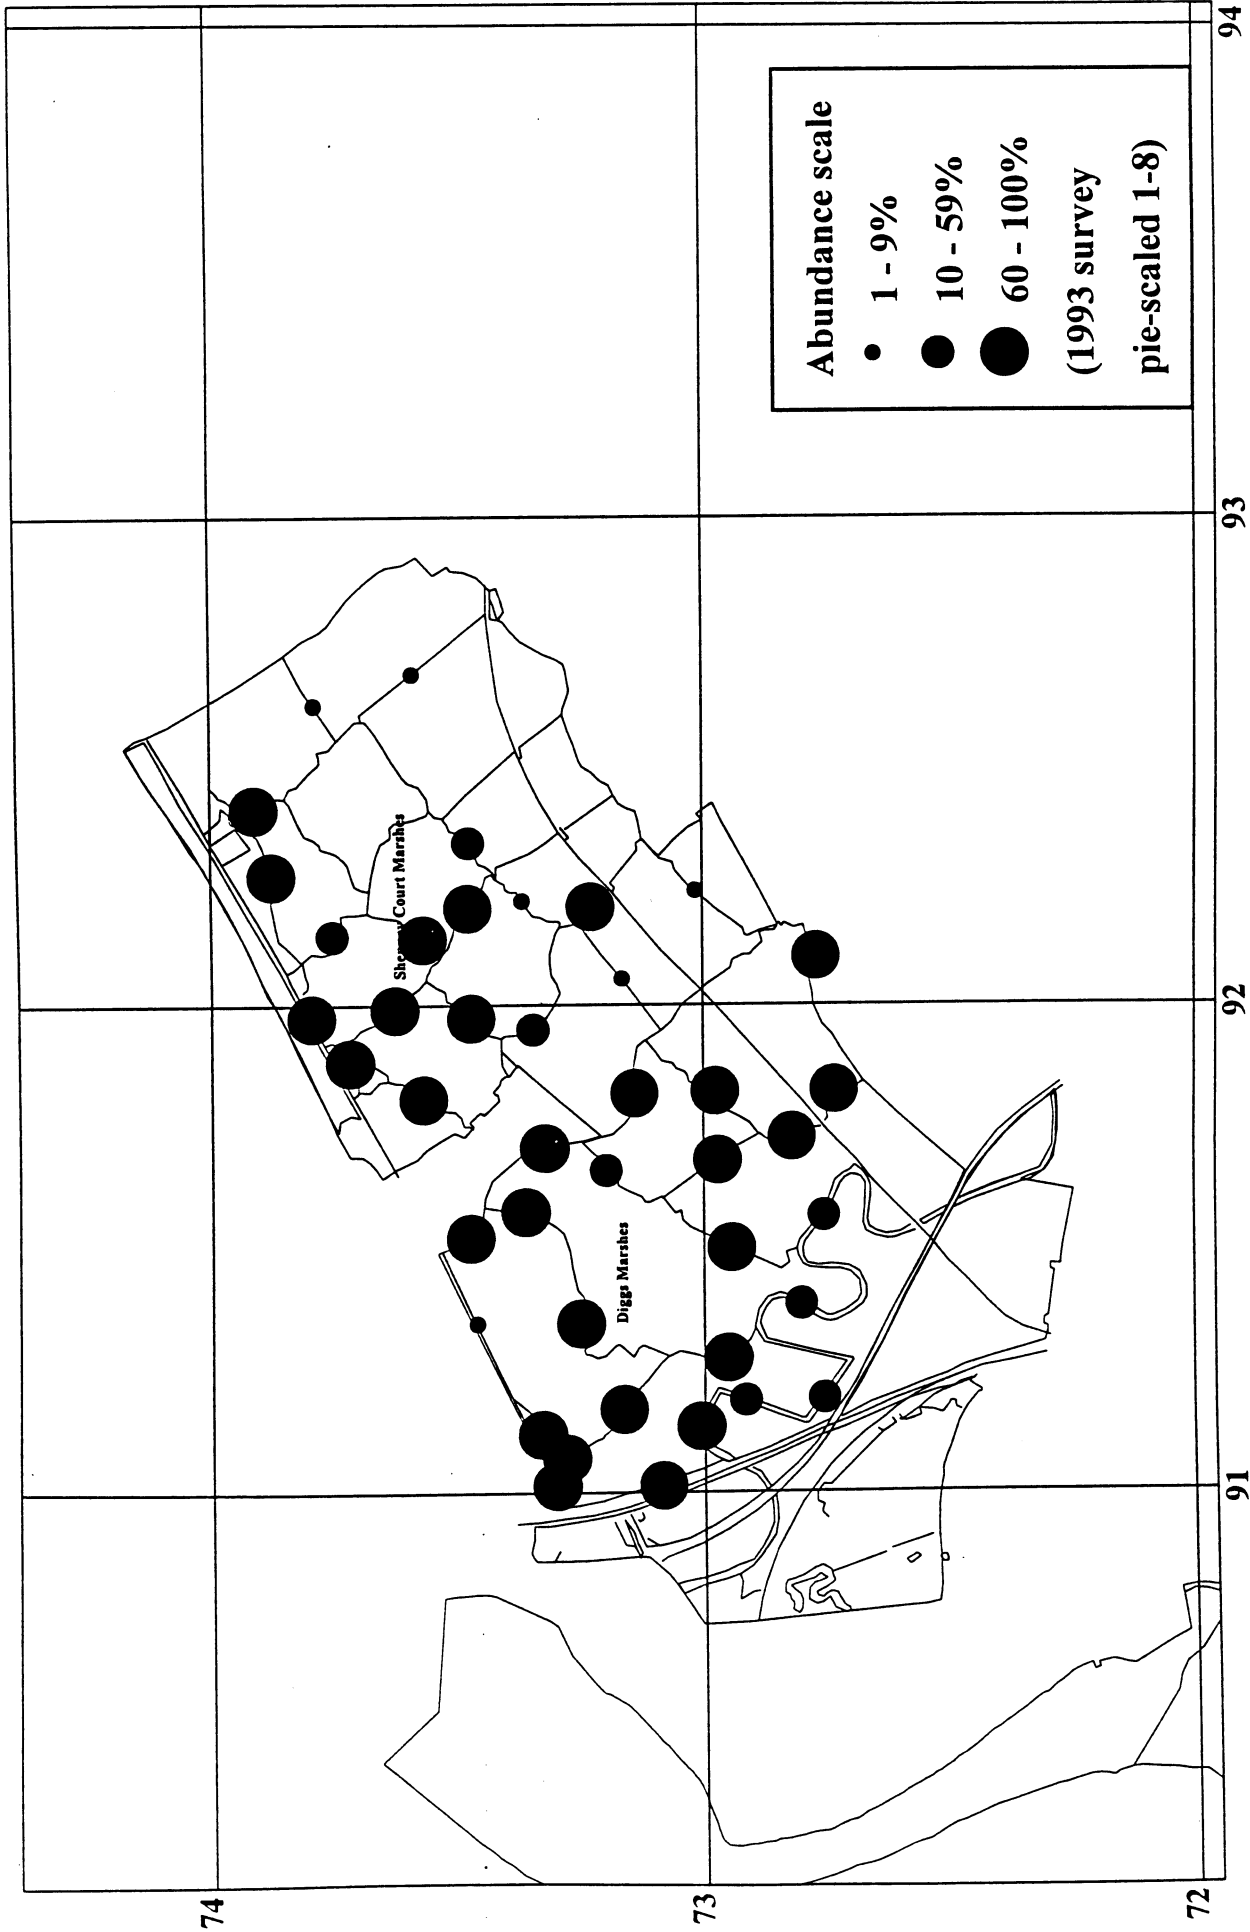 74
73
72
91
92
93
94
Court Marshes
Diggs Marshes
Abundance scale
1 - 9%
10 - 59%
60 - 100%
(1993 survey
pie-scaled 1-8)